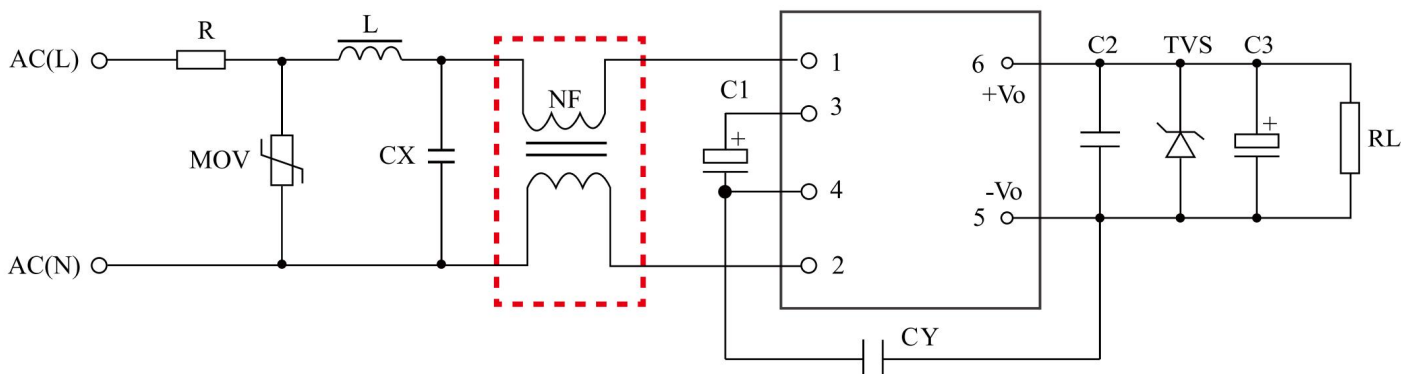 R
L
AC(L)
MOV
CX
NF
C1
+
1
3
4
2
6
+Vo
-Vo
5
C2
TVS
C3
+
RL
AC(N)
CY